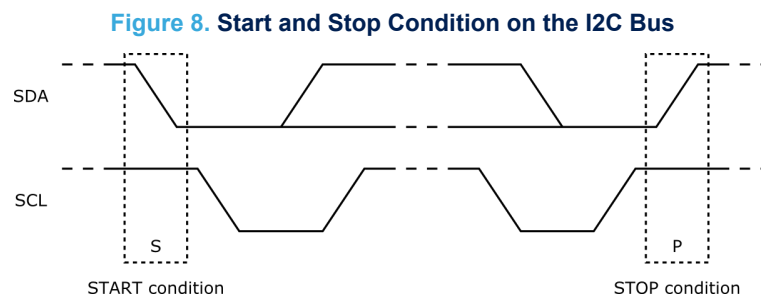 Figure 8. Start and Stop Condition on the I2C Bus
SDA
SCL
S
P
START condition
STOP condition